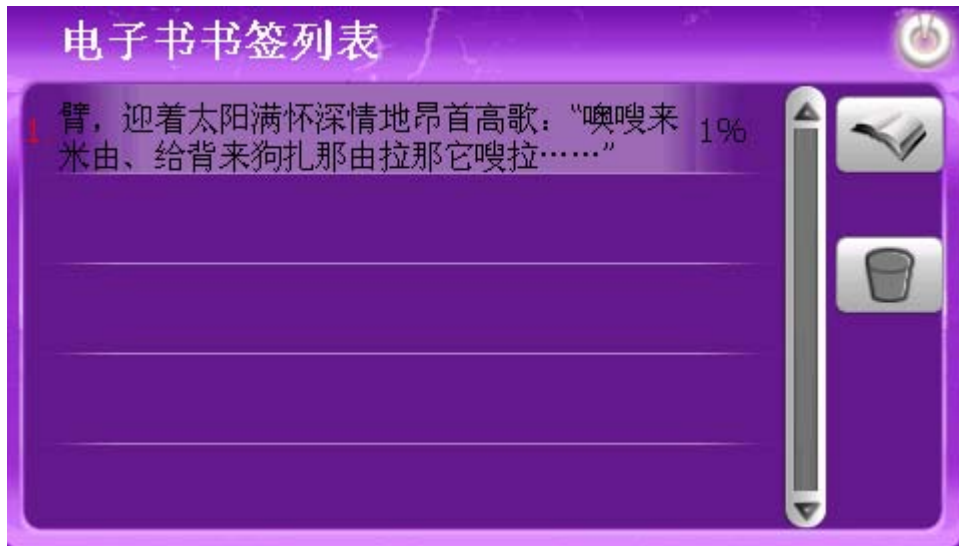 电子书书签列表
1
臂，迎着太阳满怀深情地昂首高歌：“噢嗖来
米由、给背来狗扎那由拉那它嗖拉……”
1%